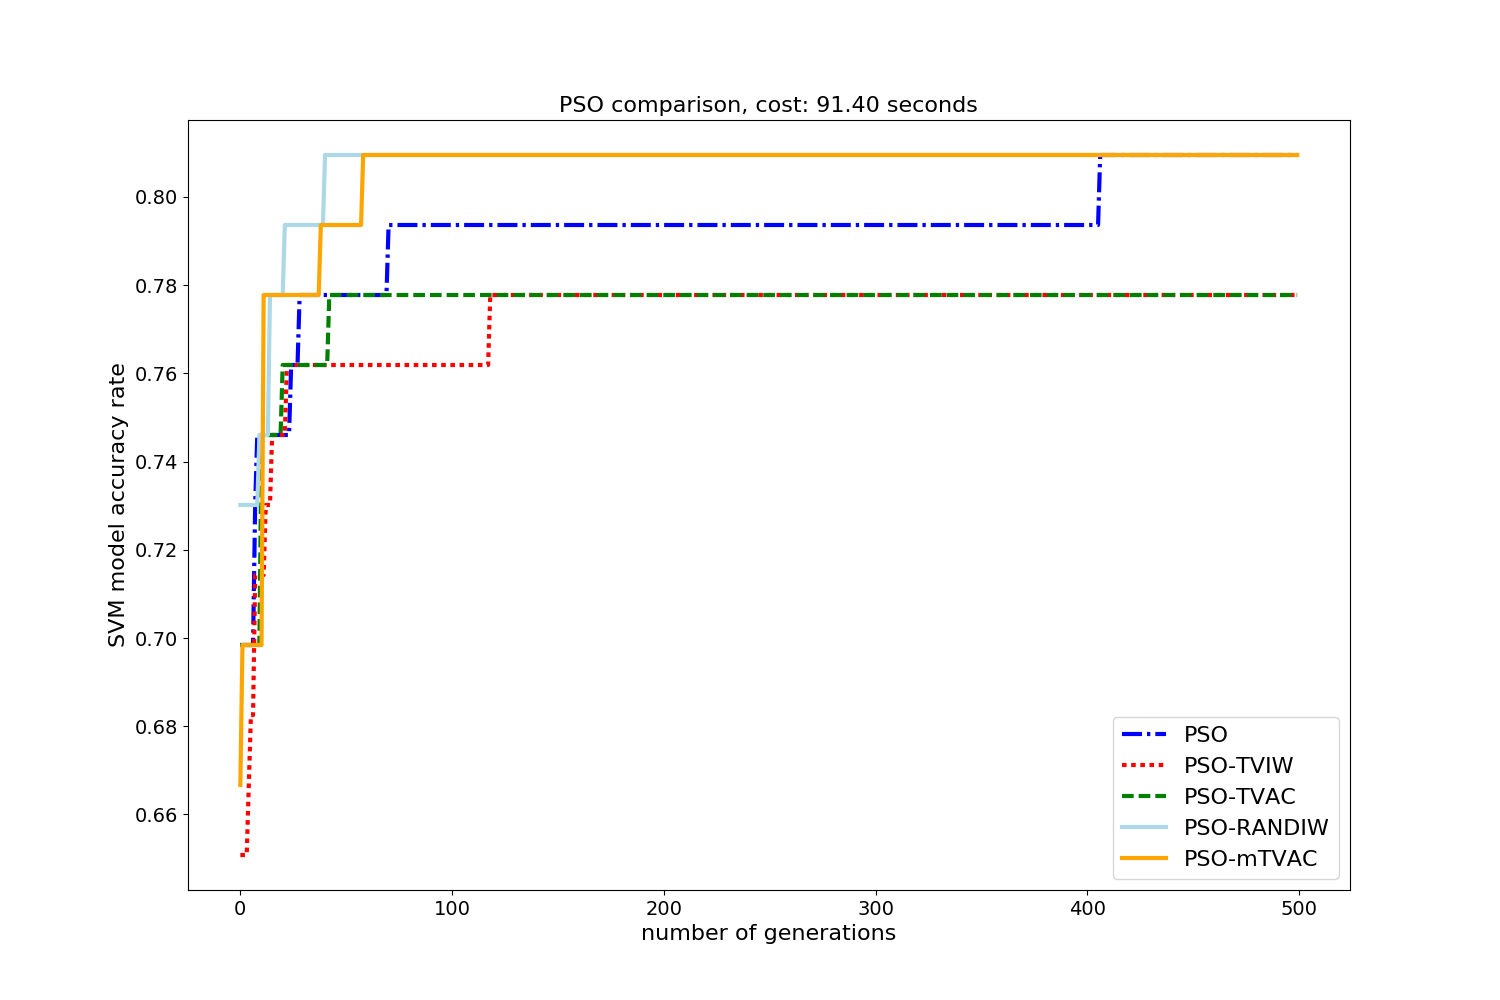 PSO comparison, cost: 91.40 seconds
SVM model accuracy rate
0.80
0.78
0.76
0.74
0.72
0.70
0.68
0.66
0 100 200 300 400 500
number of generations
PSO
PSO-TVIW
PSO-TVAC
PSO-RANDIW
PSO-mTVAC